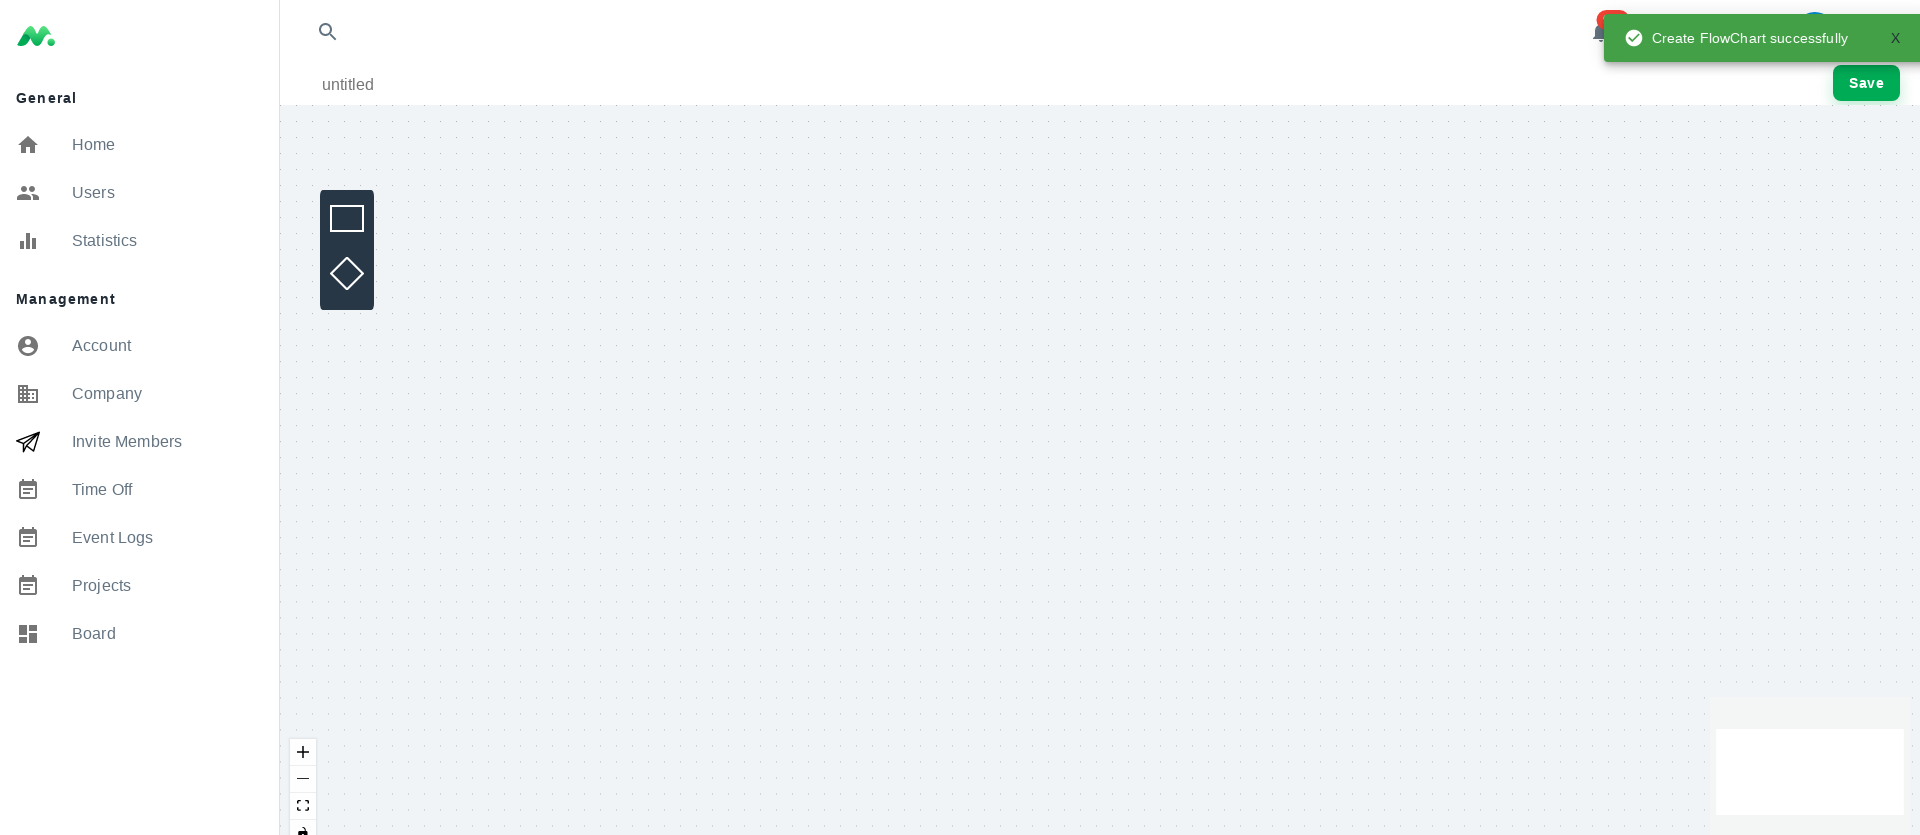 General
Home
Users
Statistics
Management
Account
Company
Invite Members
Time Off
Event Logs
Projects
Board
Create FlowChart successfully X
untitled
Save